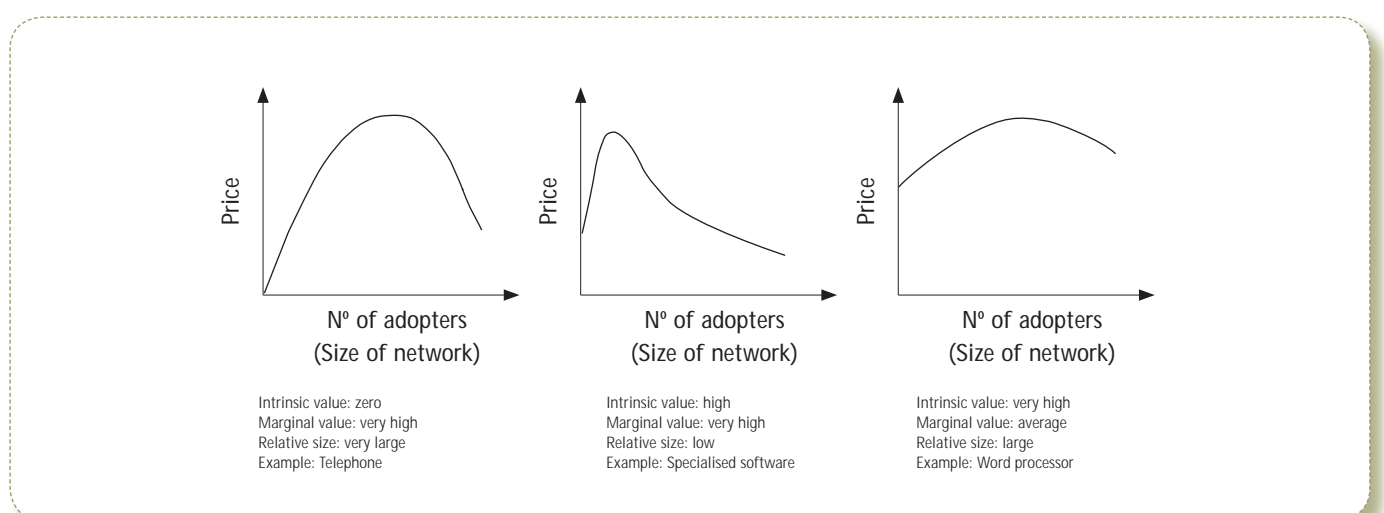 Price
Nº of adopters
(Size of network)
Intrinsic value: zero
Marginal value: very high
Relative size: very large
Example: Telephone
Price
Nº of adopters
(Size of network)
Intrinsic value: high
Marginal value: very high
Relative size: low
Example: Specialised software
Price
Nº of adopters
(Size of network)
Intrinsic value: very high
Marginal value: average
Relative size: large
Example: Word processor